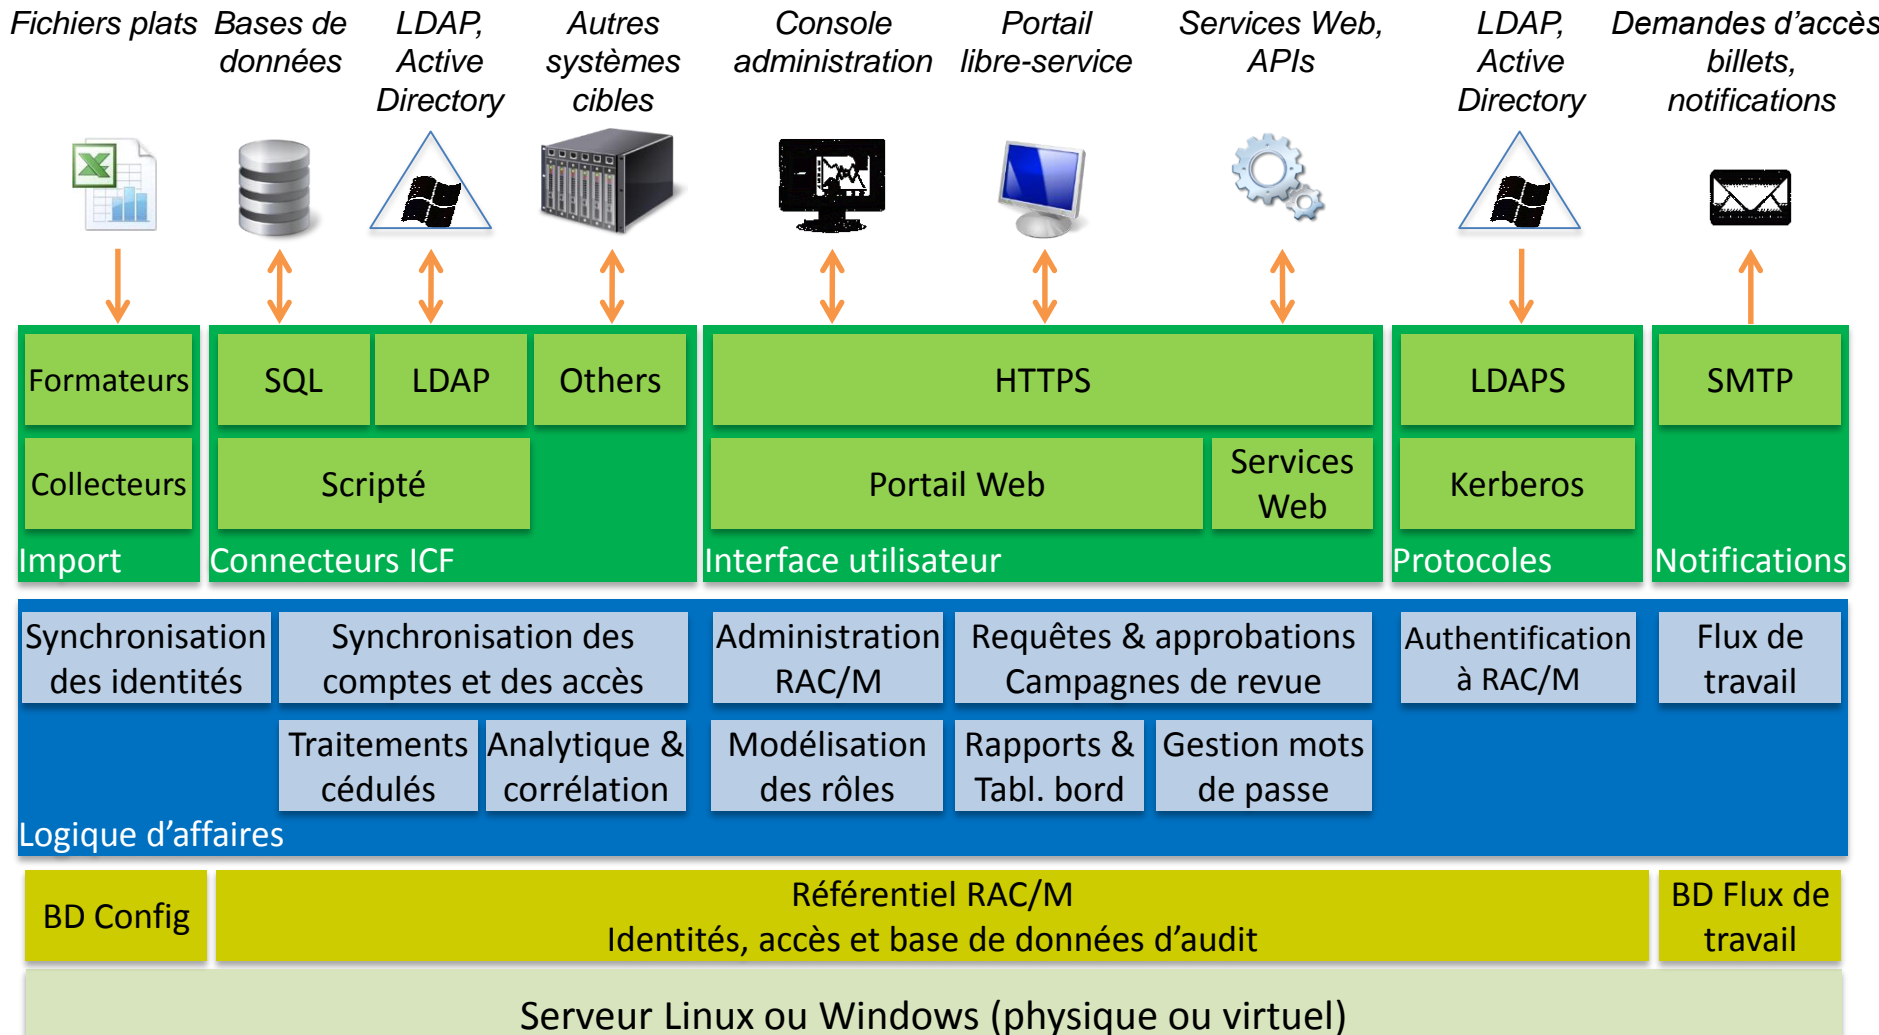 Fichiers plats
Bases de
données
LDAP,
Active
Directory
Autres
systèmes
cibles
Console
administration
Portail
libre-service
Services Web,
APIs
LDAP,
Active
Directory
Demandes d’accès
billets,
notifications
Formateurs
SQL
LDAP
Others
HTTPS
LDAPS
SMTP
Collecteurs
Scripté
Portail Web
Services
Web
Kerberos
Import
Connecteurs ICF
Interface utilisateur
Protocoles
Notifications
Synchronisation
des identités
Synchronisation des
comptes et des accès
Administration
RAC/M
Requêtes & approbations
Campagnes de revue
Authentification
à RAC/M
Flux de
travail
Traitements
cédulés
Analytique &
corrélation
Modélisation
des rôles
Rapports &
Tabl. bord
Gestion mots
de passe
Logique d’affaires
BD Config
Référentiel RAC/M
Identités, accès et base de données d’audit
BD Flux de
travail
Serveur Linux ou Windows (physique ou virtuel)